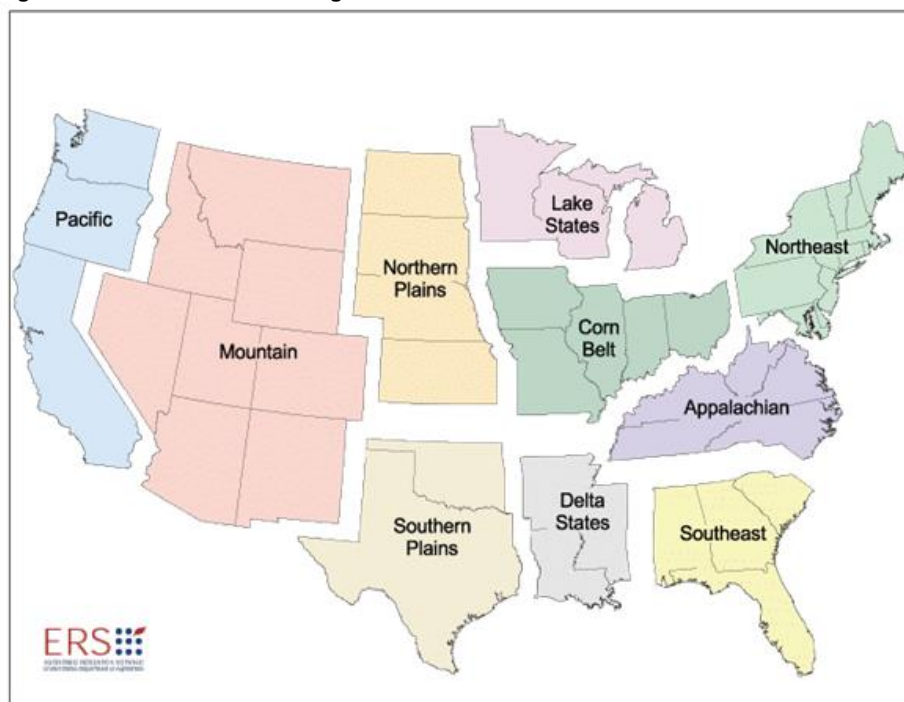 Pacific
Mountain
Northern
Plains
Lake
States
Corn
Belt
Northeast
Appalachian
Southern
Plains
Delta
States
Southeast
ERS